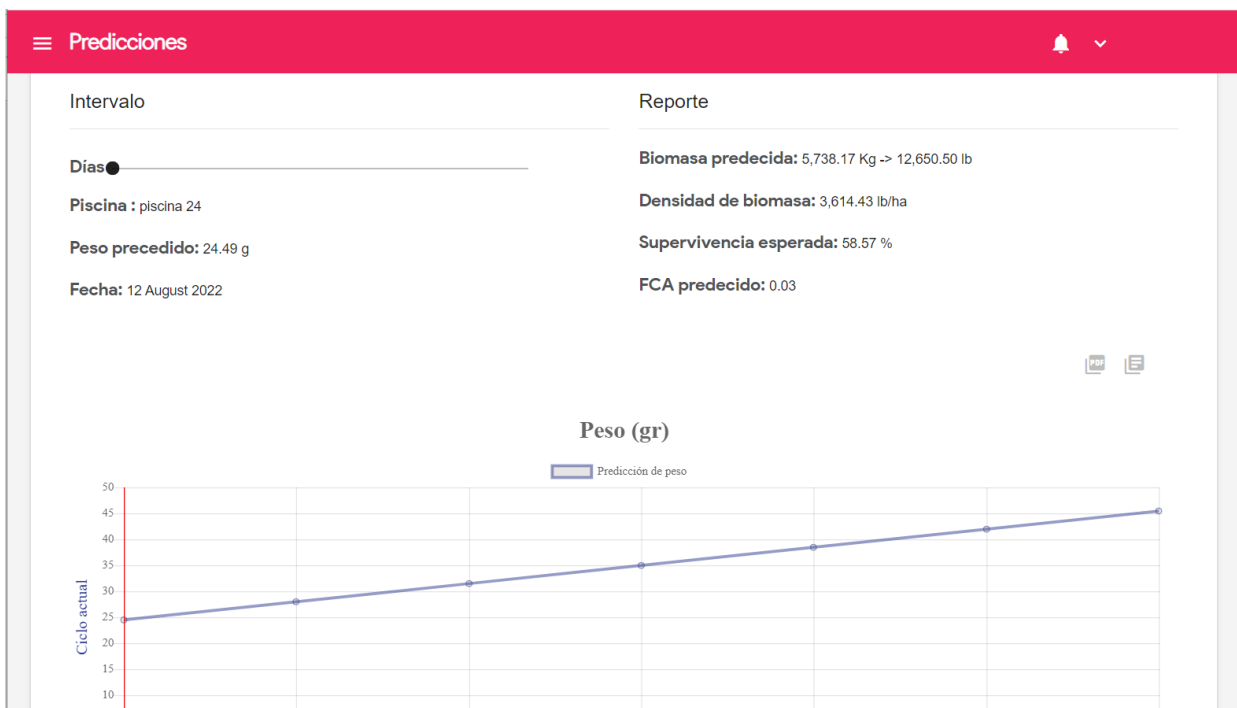 Predicciones
Intervalo
Días
Piscina : piscina 24
Peso precedido: 24.49 g
Fecha: 12 August 2022
Reporte
Biomasa predecida: 5,738.17 Kg -> 12,650.50 lb
Densidad de biomasa: 3,614.43 lb/ha
Supervivencia esperada: 58.57 %
FCA predecido: 0.03
PDF
Peso (gr)
Predicción de peso
50
45
40
35
30
25
20
15
10
Ciclo actual